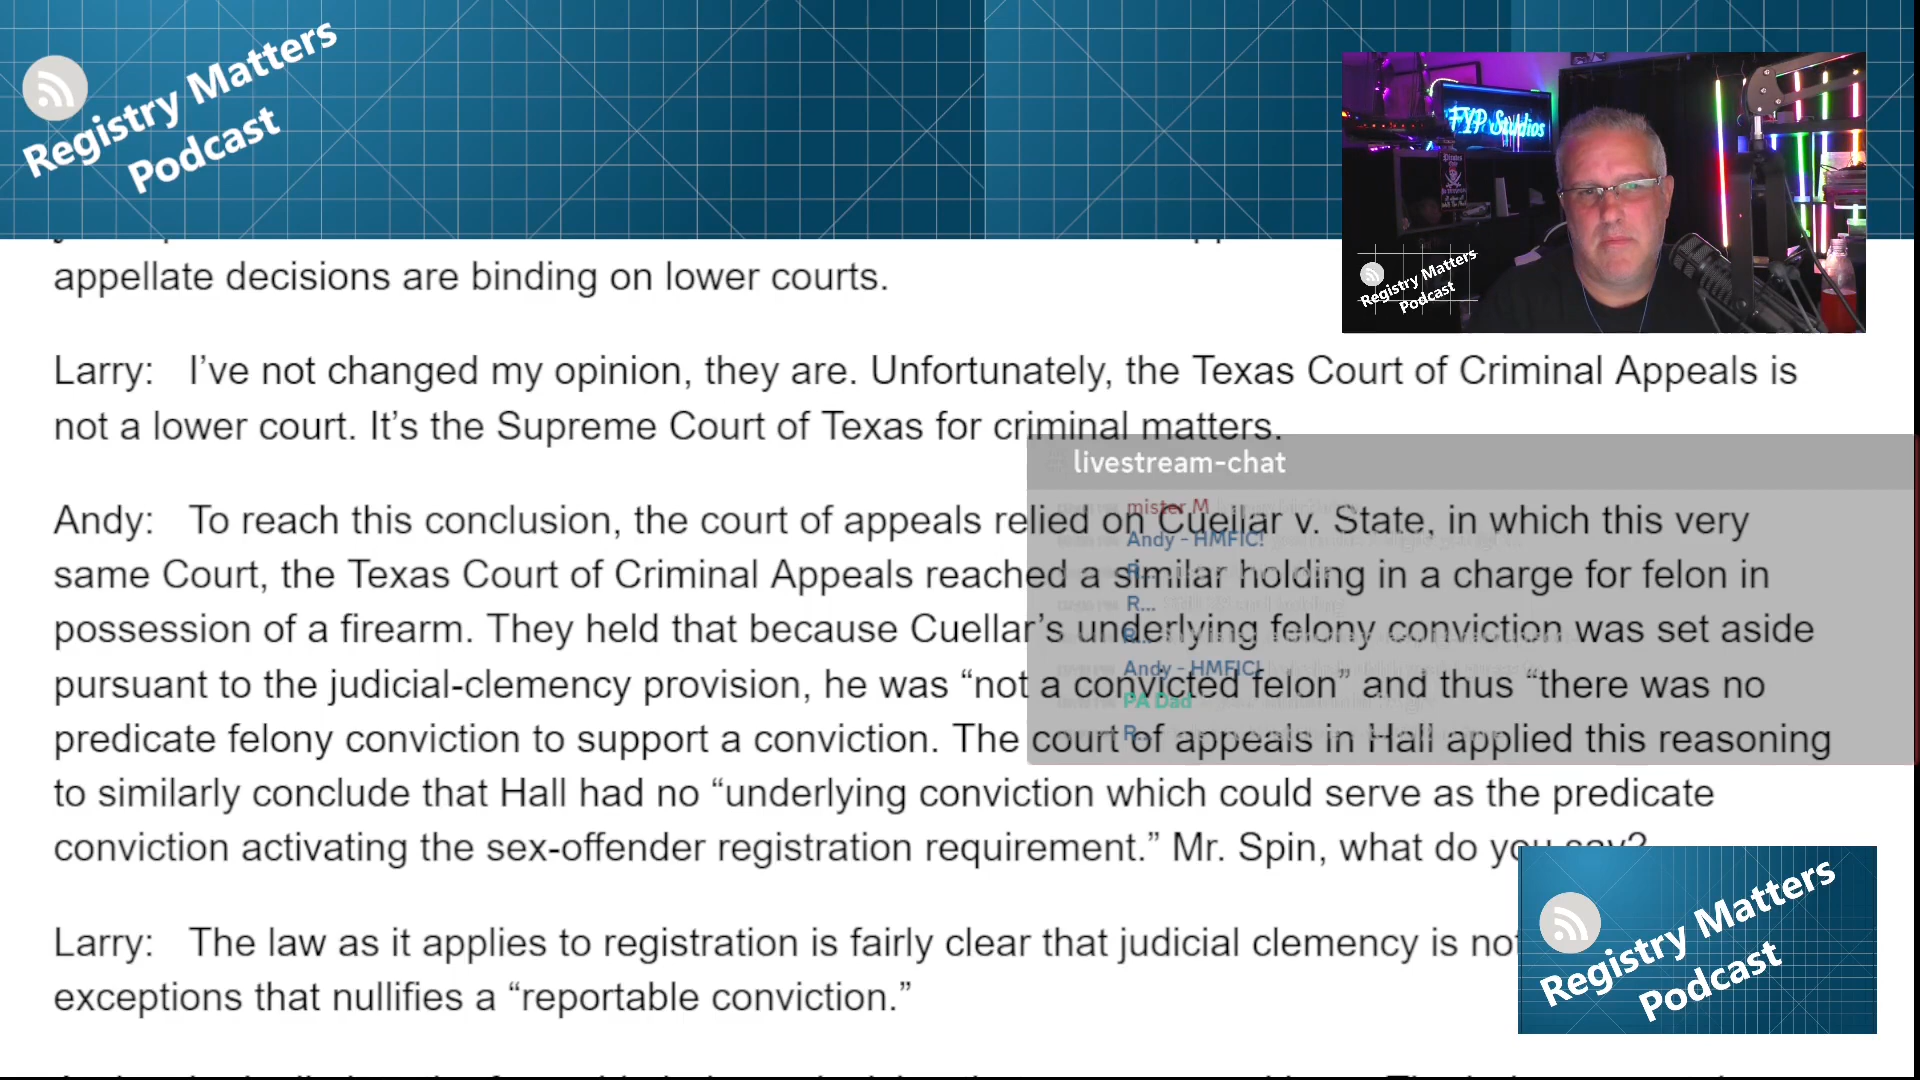 Registry Matters
Podcast
FYP Studios
Registry Matters
Podcast
appellate decisions are binding on lower courts.
Larry: I’ve not changed my opinion, they are. Unfortunately, the Texas Court of Criminal Appeals is
not a lower court. It’s the Supreme Court of Texas for criminal matters.
livestream-chat
mister M
Andy - HMFIC!
R...
R...
R...
Andy - HMFIC!
PA Dad
R...
Andy: To reach this conclusion, the court of appeals relied on Cuellar v. State, in which this very
same Court, the Texas Court of Criminal Appeals reached a similar holding in a charge for felon in
possession of a firearm. They held that because Cuellar’s underlying felony conviction was set aside
pursuant to the judicial-clemency provision, he was “not a convicted felon” and thus “there was no
predicate felony conviction to support a conviction. The court of appeals in Hall applied this reasoning
to similarly conclude that Hall had no “underlying conviction which could serve as the predicate
conviction activating the sex-offender registration requirement.” Mr. Spin, what do you say?
Larry: The law as it applies to registration is fairly clear that judicial clemency is not
exceptions that nullifies a “reportable conviction.”
Registry Matters
Podcast